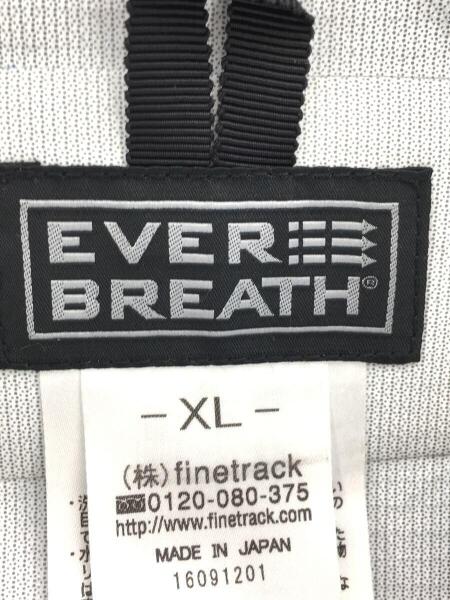 EVER
BREATH®
- XL -
(株)finetrack
0120-080-375
http://www.finetrack.com
MADE IN JAPAN
16091201